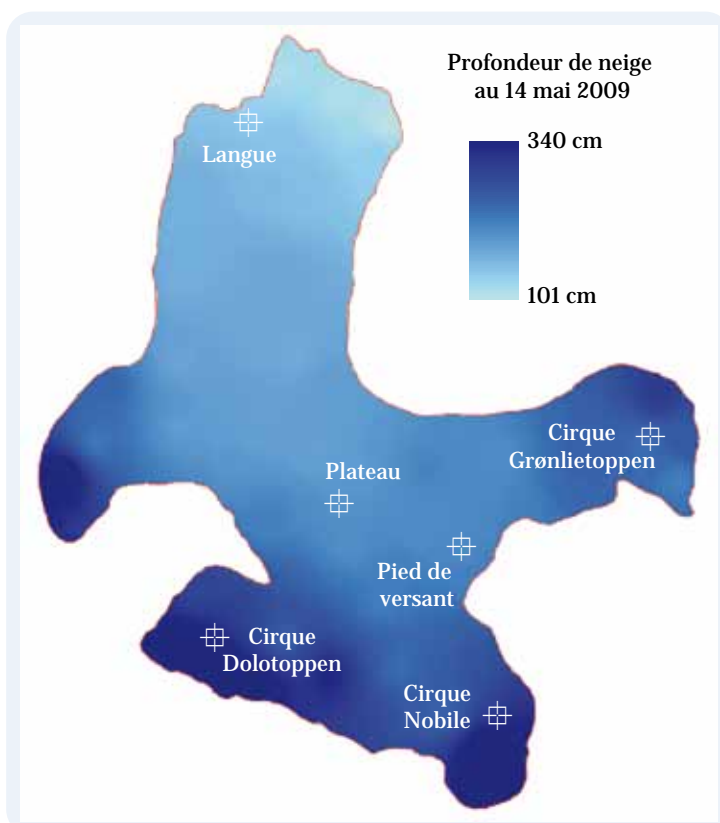 Profondeur de neige
au 14 mai 2009
340 cm
101 cm
Langue
Cirque
Grønlietoppen
Plateau
Pied de
versant
Cirque
Dolotoppen
Cirque
Nobile